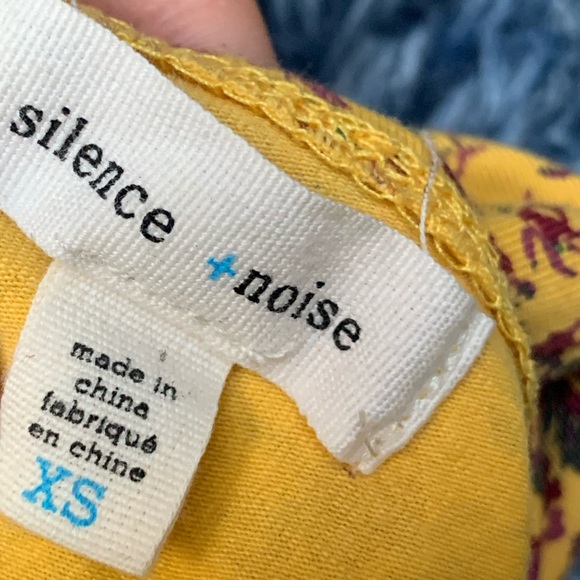 silence +noise
made in
china
fabriqué
en chine
XS